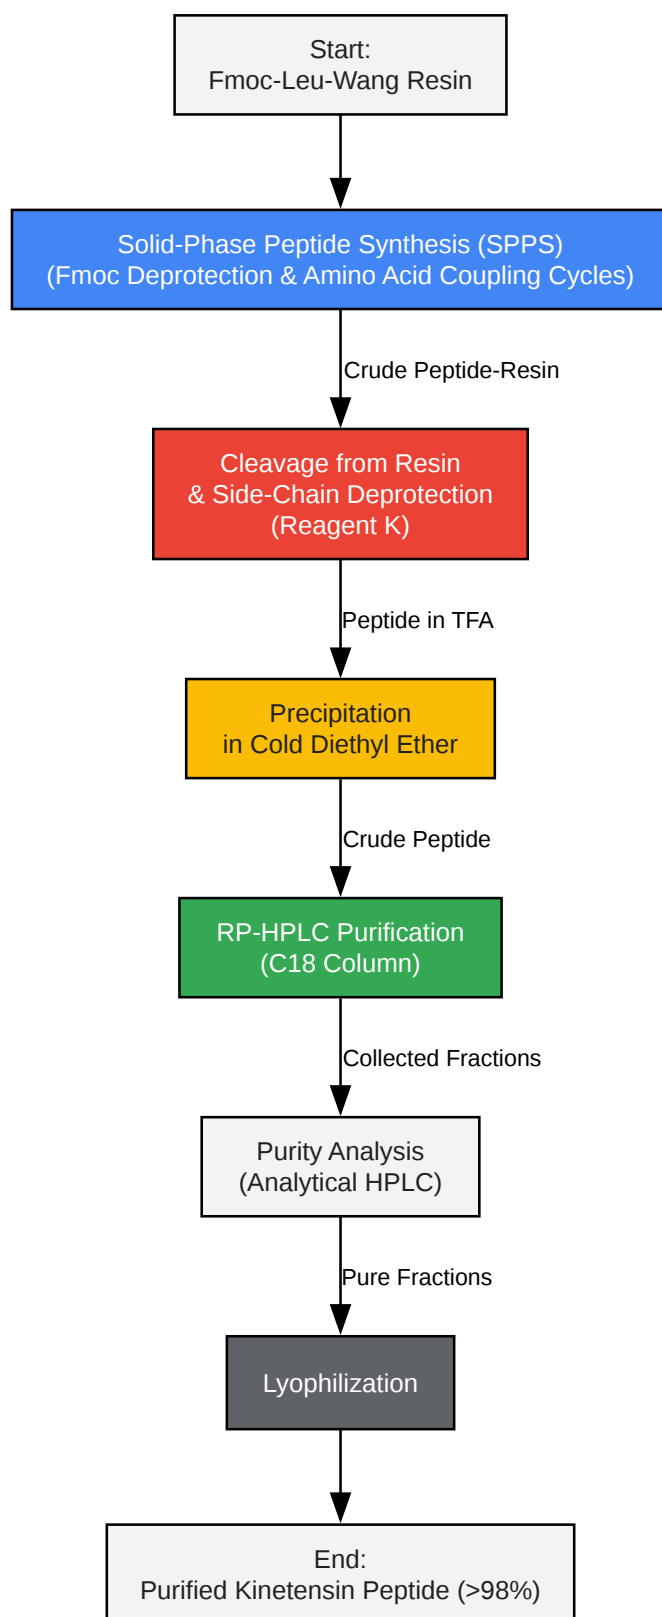 Start:
Fmoc-Leu-Wang Resin
Solid-Phase Peptide Synthesis (SPPS)
(Fmoc Deprotection & Amino Acid Coupling Cycles)
Crude Peptide-Resin
Cleavage from Resin
& Side-Chain Deprotection
(Reagent K)
Peptide in TFA
Precipitation
in Cold Diethyl Ether
Crude Peptide
RP-HPLC Purification
(C18 Column)
Collected Fractions
Purity Analysis
(Analytical HPLC)
Pure Fractions
Lyophilization
End:
Purified Kinetensin Peptide (>98%)